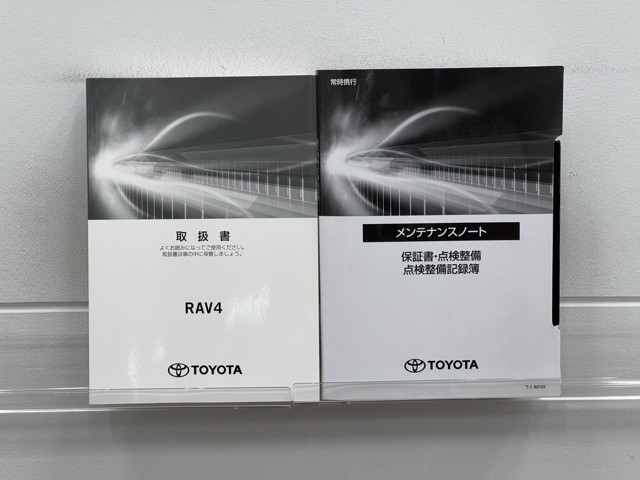 取扱書
よくお読みになってご使用ください。
取扱書は車の中に保管しましょう。
RAV4
TOYOTA
常時携行
メンテナンスノート
保証書・点検整備
点検整備記録簿
TOYOTA